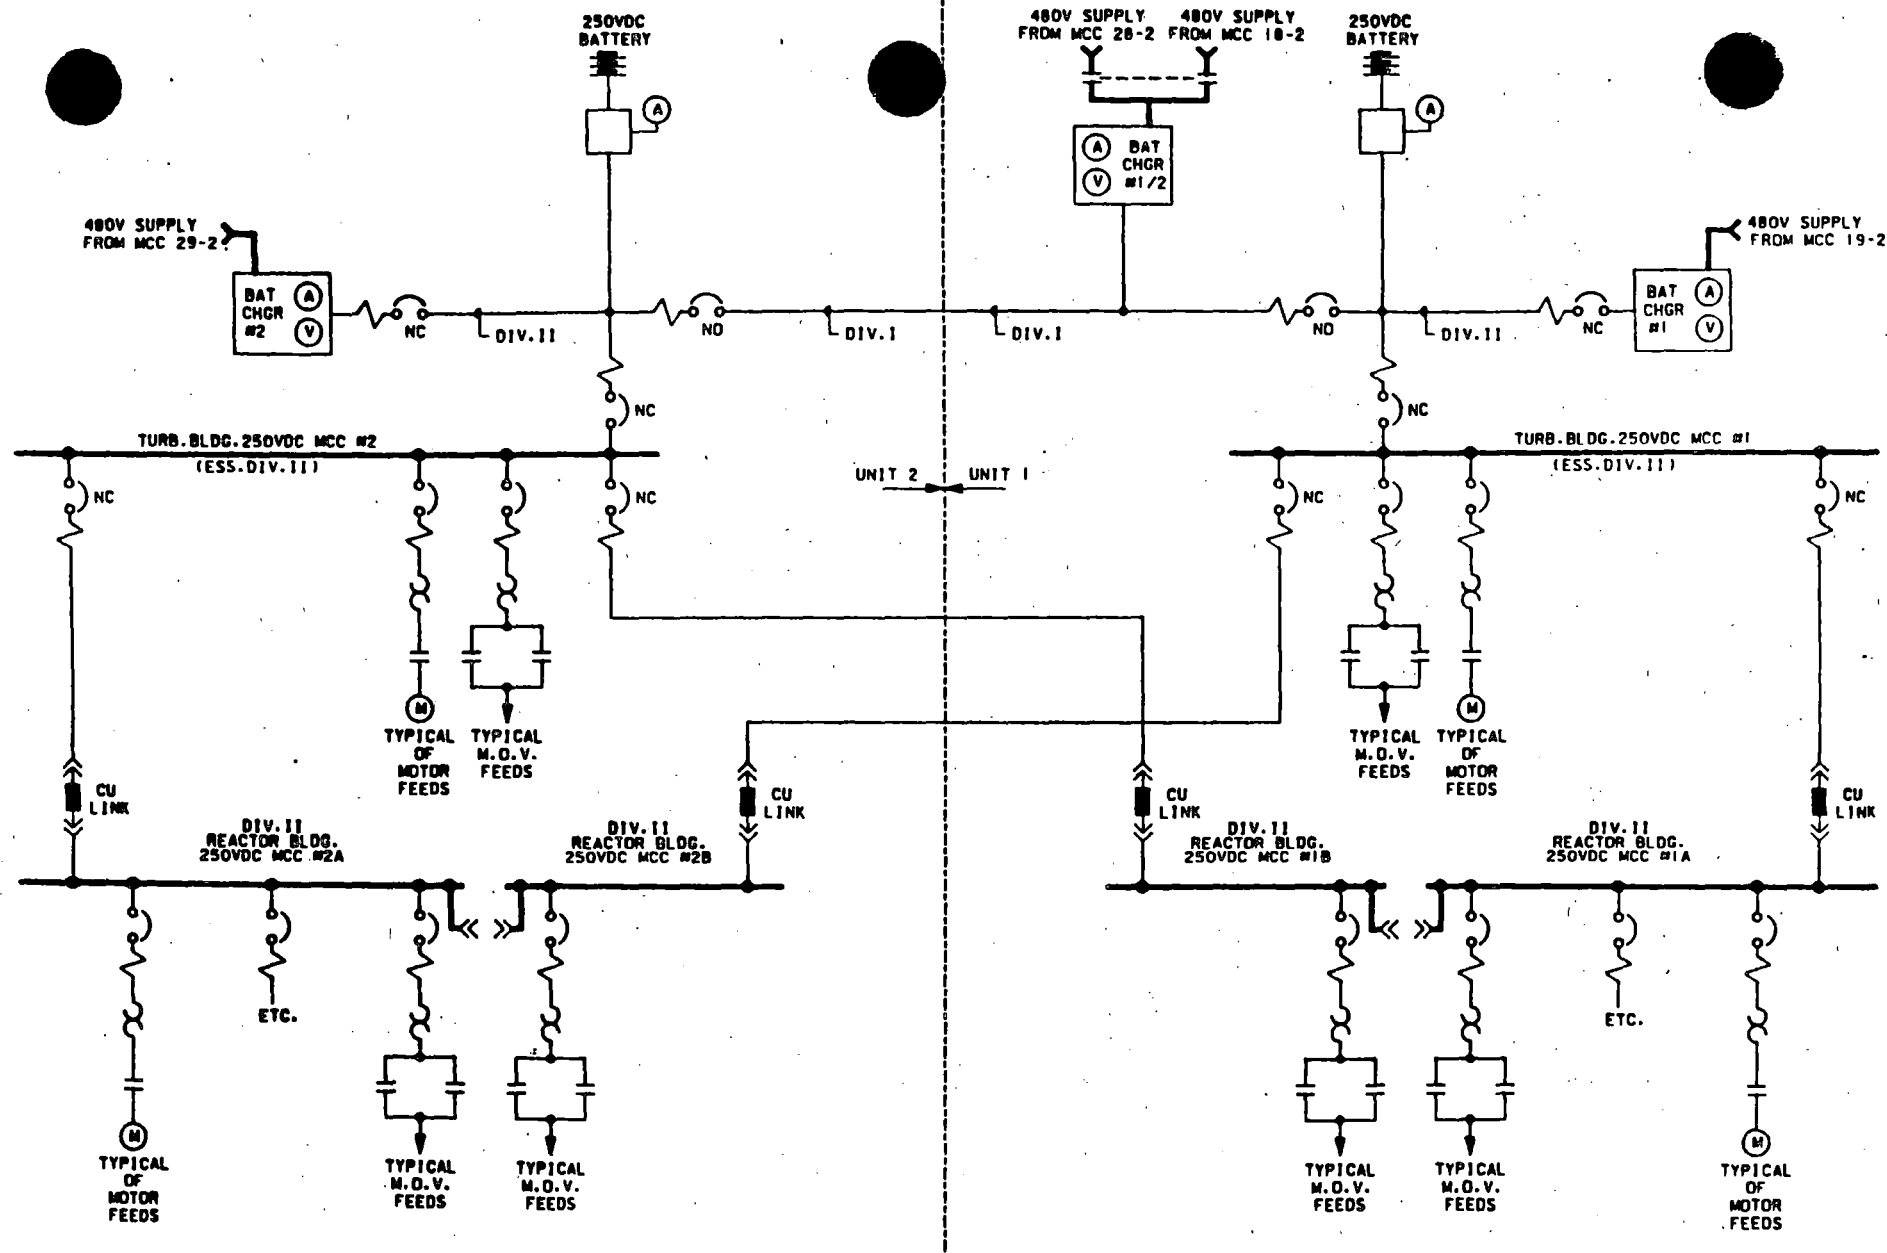 250VDC
BATTERY
480V SUPPLY
FROM MCC 28-2
480V SUPPLY
FROM MCC 18-2
250VDC
BATTERY
A
A
A
V
BAT
CHGR
#1/2
480V SUPPLY
FROM MCC 29-2
480V SUPPLY
FROM MCC 19-2
BAT
CHGR
#2
A
V
NC
DIV.II
NO
DIV.I
DIV.I
NO
DIV.II
NC
BAT
CHGR
#1
A
V
NC
NC
TURB.BLDG.250VDC MCC #2
(ESS.DIV.II)
TURB.BLDG.250VDC MCC #1
(ESS.DIV.II)
UNIT 2
UNIT 1
NC
NC
NC
NC
M
TYPICAL
OF
MOTOR
FEEDS
TYPICAL
M.O.V.
FEEDS
TYPICAL
M.O.V.
FEEDS
M
TYPICAL
OF
MOTOR
FEEDS
CU
LINK
CU
LINK
CU
LINK
CU
LINK
DIV.II
REACTOR BLDG.
250VDC MCC #2A
DIV.II
REACTOR BLDG.
250VDC MCC #2B
DIV.II
REACTOR BLDG.
250VDC MCC #1B
DIV.II
REACTOR BLDG.
250VDC MCC #1A
ETC.
ETC.
M
TYPICAL
OF
MOTOR
FEEDS
TYPICAL
M.O.V.
FEEDS
TYPICAL
M.O.V.
FEEDS
TYPICAL
M.O.V.
FEEDS
TYPICAL
M.O.V.
FEEDS
M
TYPICAL
OF
MOTOR
FEEDS